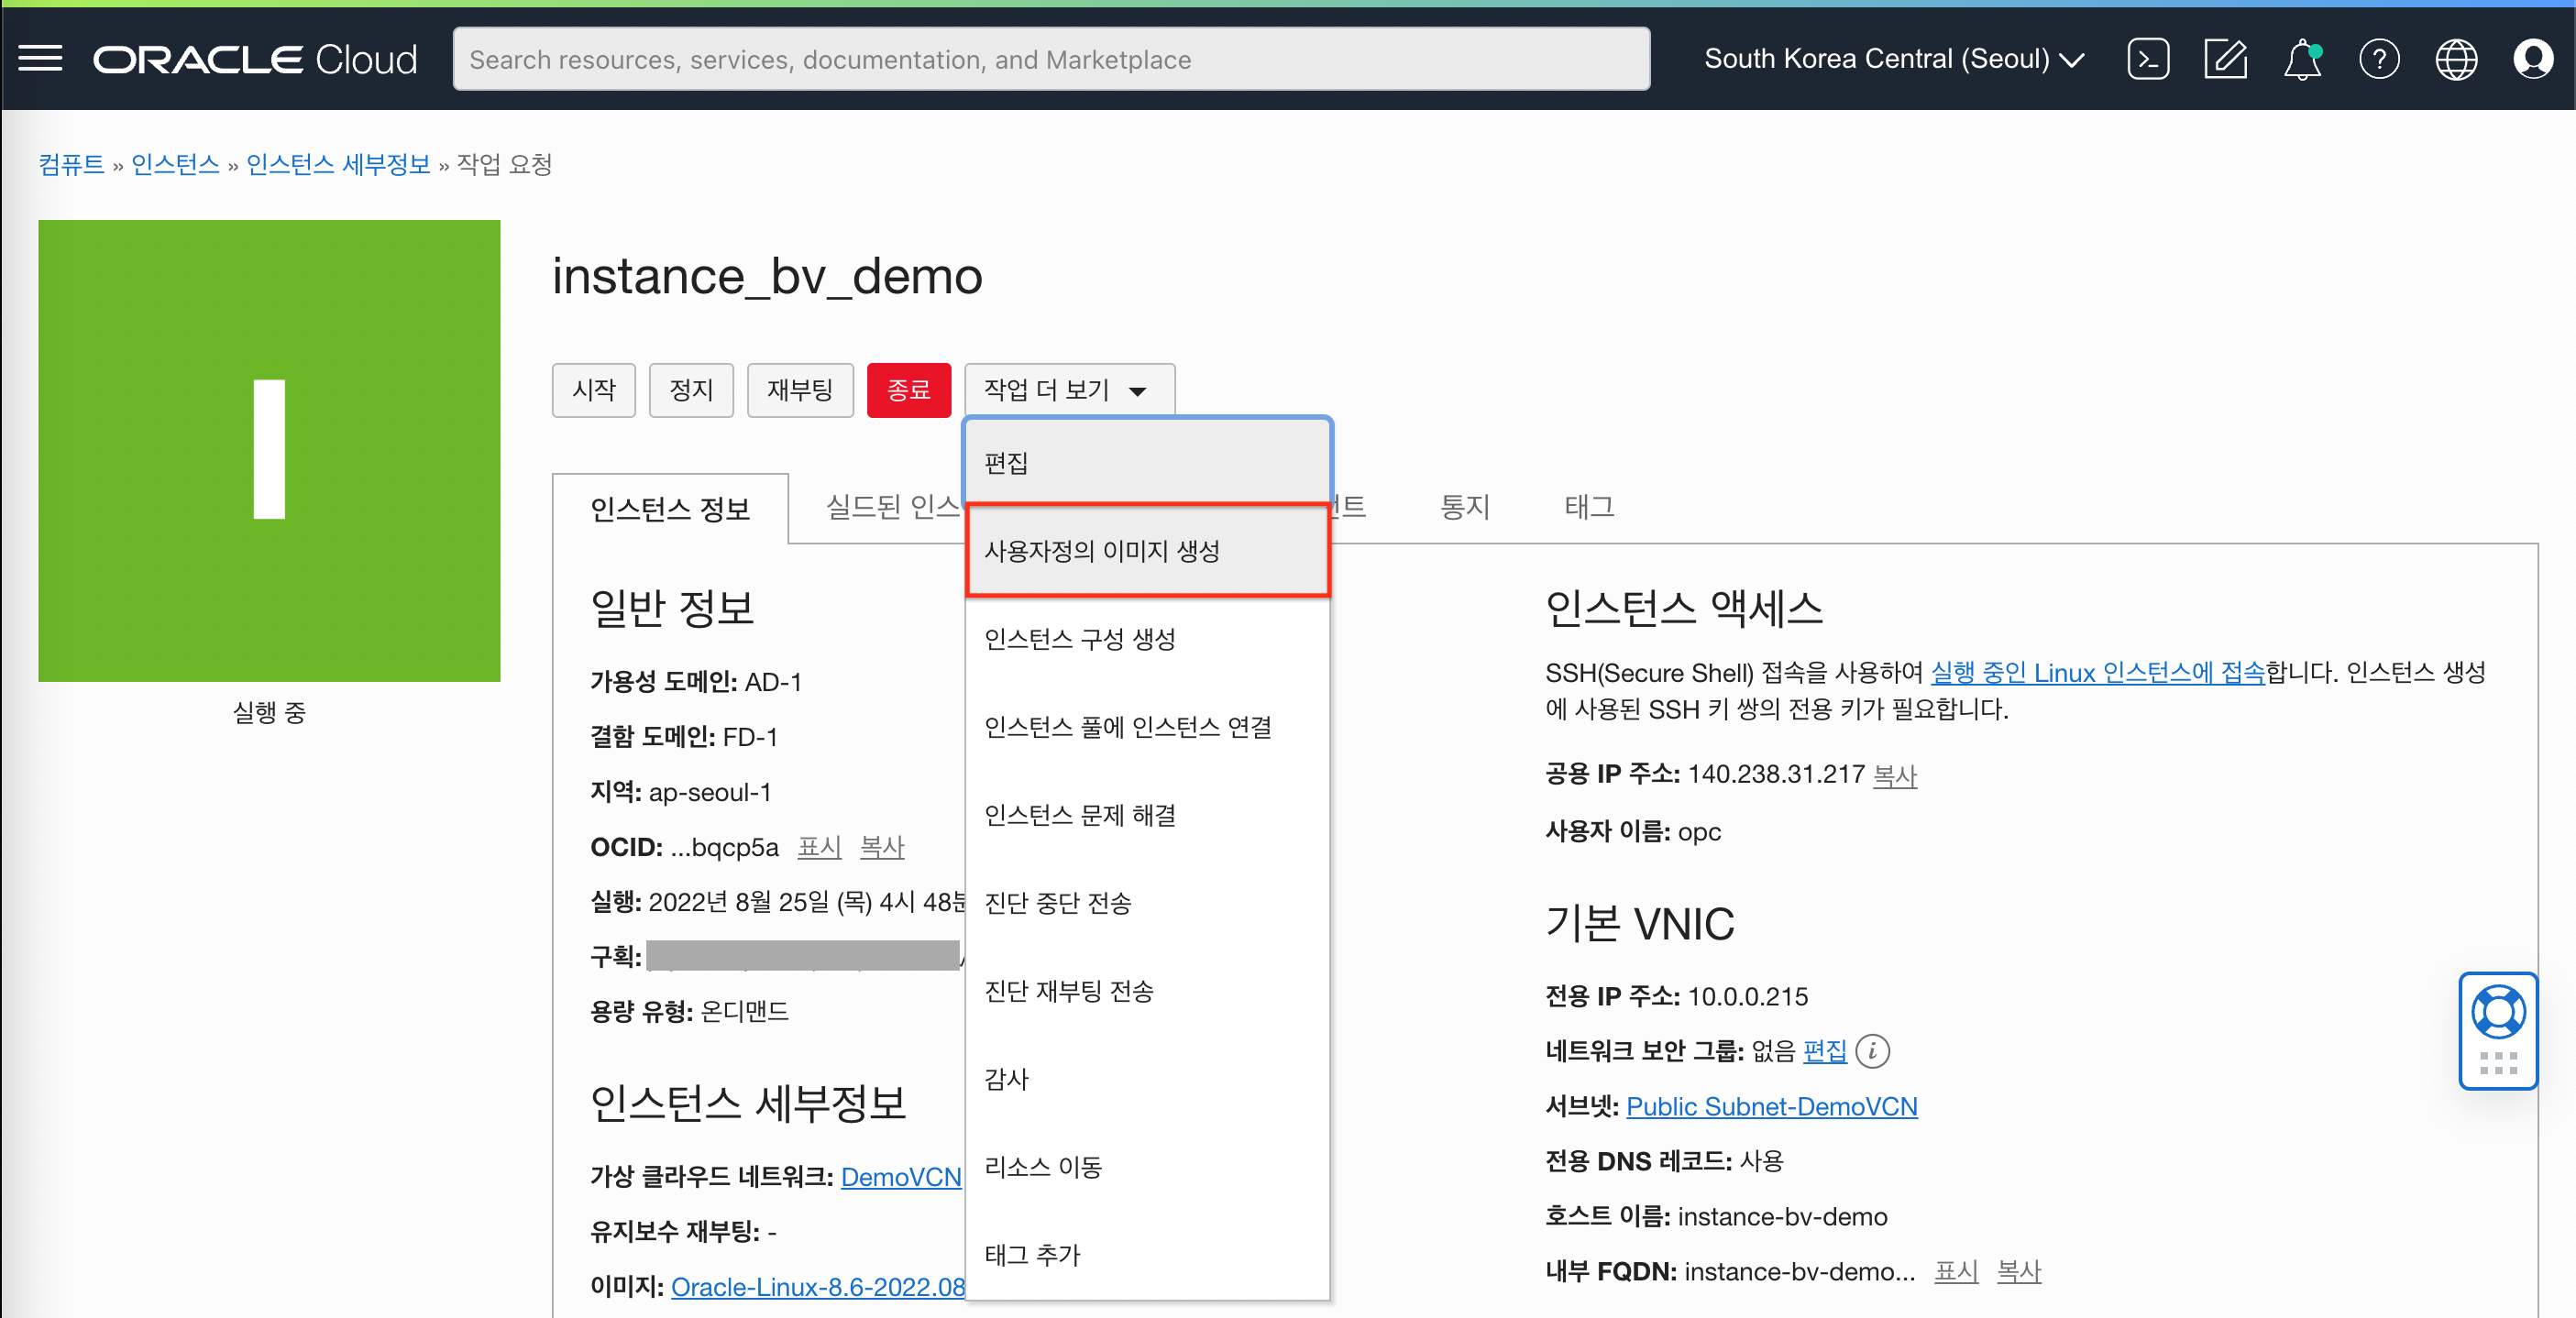 ORACLE Cloud
Search resources, services, documentation, and Marketplace
South Korea Central (Seoul)
컴퓨트 » 인스턴스 » 인스턴스 세부정보 » 작업 요청
I
실행 중
instance_bv_demo
시작
정지
재부팅
종료
작업 더 보기
편집
사용자정의 이미지 생성
인스턴스 구성 생성
인스턴스 풀에 인스턴스 연결
인스턴스 문제 해결
진단 중단 전송
진단 재부팅 전송
감사
리소스 이동
태그 추가
인스턴스 정보
실드된 인스
통지
태그
일반 정보
가용성 도메인: AD-1
결함 도메인: FD-1
지역: ap-seoul-1
OCID: ...bqcp5a 표시 복사
실행: 2022년 8월 25일 (목) 4시 48분
구획:
용량 유형: 온디맨드
인스턴스 세부정보
가상 클라우드 네트워크: DemoVCN
유지보수 재부팅: -
이미지: Oracle-Linux-8.6-2022.08
인스턴스 액세스
SSH(Secure Shell) 접속을 사용하여 실행 중인 Linux 인스턴스에 접속합니다. 인스턴스 생성
에 사용된 SSH 키 쌍의 전용 키가 필요합니다.
공용 IP 주소: 140.238.31.217 복사
사용자 이름: opc
기본 VNIC
전용 IP 주소: 10.0.0.215
네트워크 보안 그룹: 없음 편집
서브넷: Public Subnet-DemoVCN
전용 DNS 레코드: 사용
호스트 이름: instance-bv-demo
내부 FQDN: instance-bv-demo... 표시 복사